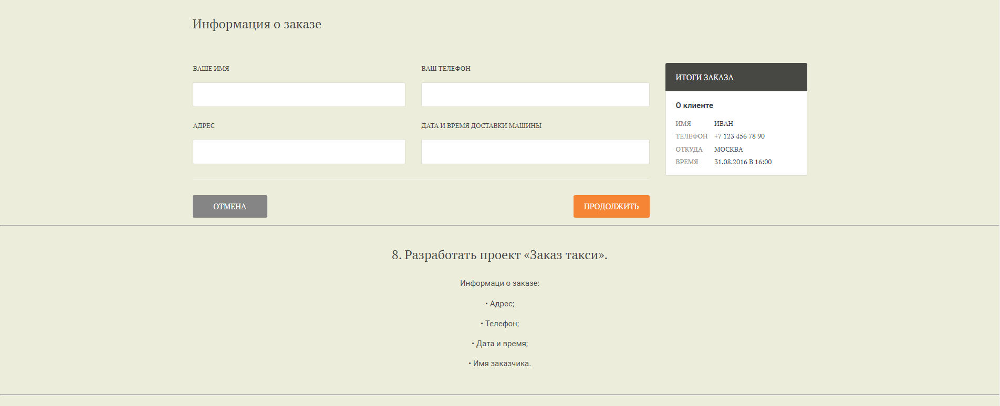 Информация о заказе
ВАШЕ ИМЯ
ВАШ ТЕЛЕФОН
АДРЕС
ДАТА И ВРЕМЯ ДОСТАВКИ МАШИНЫ
ОТМЕНА
ПРОДОЛЖИТЬ
ИТОГИ ЗАКАЗА
О клиенте
ИМЯ ИВАН
ТЕЛЕФОН +7 123 456 78 90
ОТКУДА МОСКВА
ВРЕМЯ 31.08.2016 В 16:00
8. Разработать проект «Заказ такси».
Информаци о заказе:
• Адрес;
• Телефон;
• Дата и время;
• Имя заказчика.